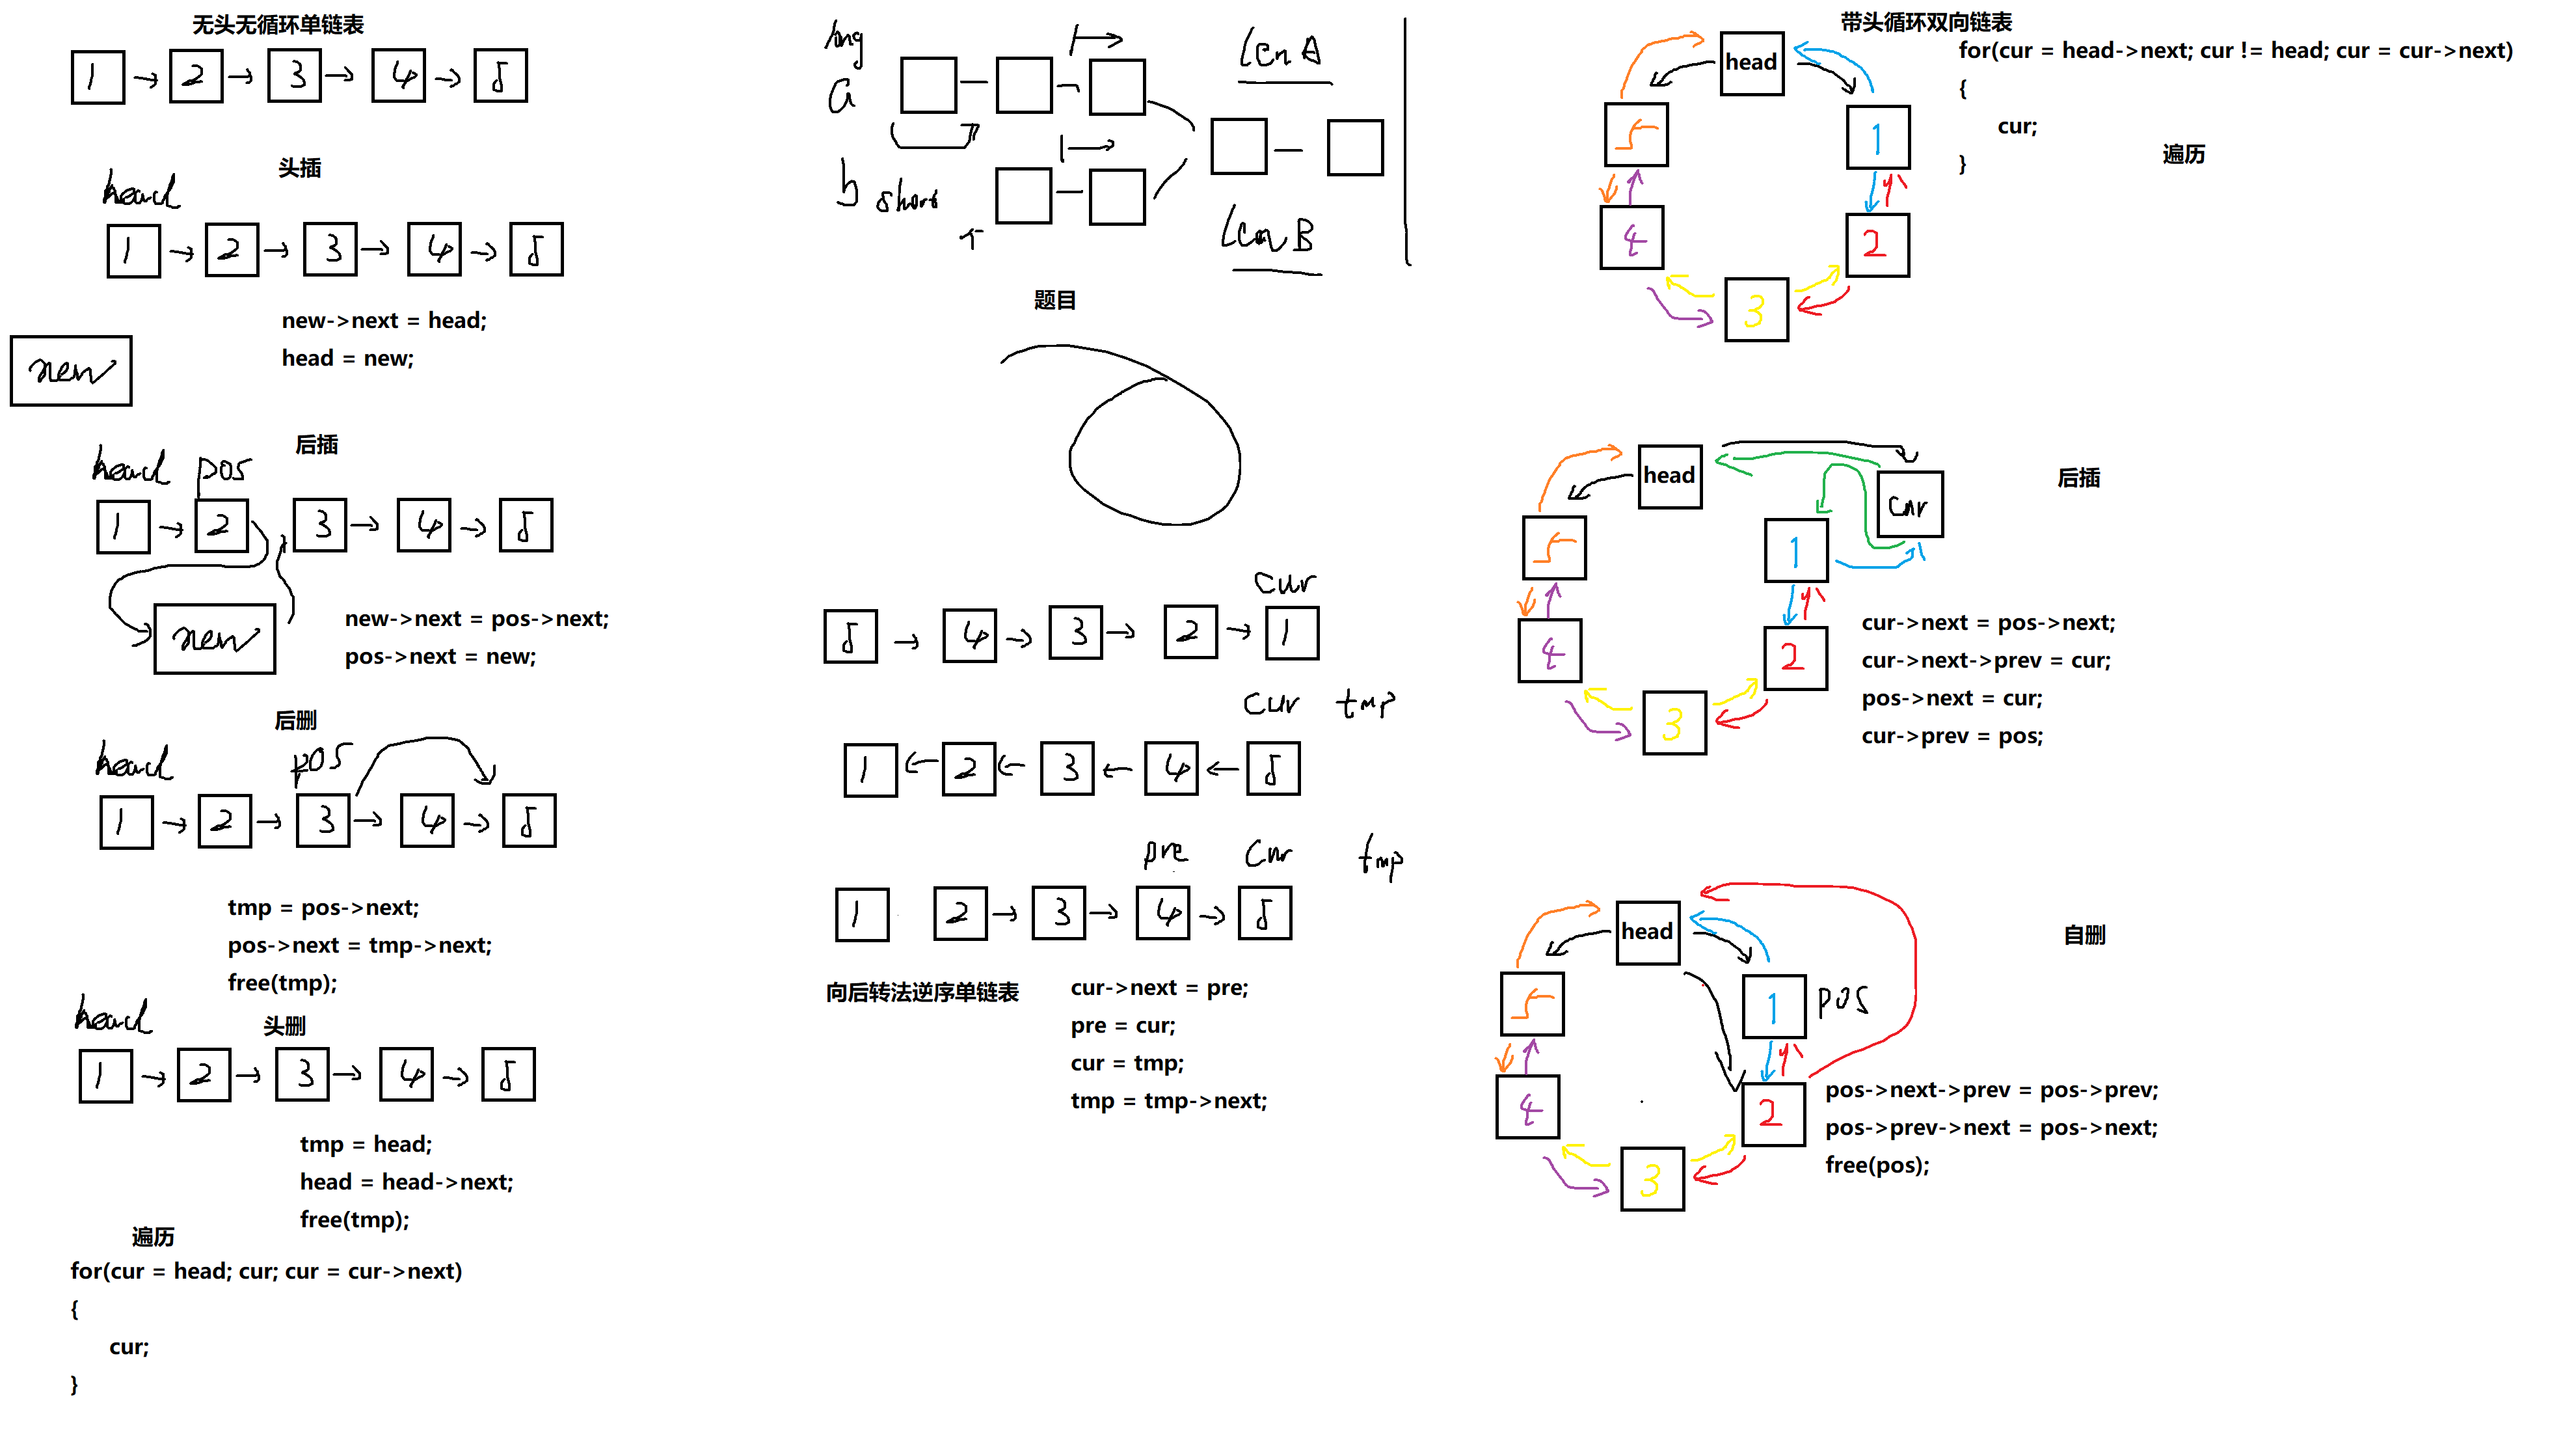 无头无循环单链表
1 → 2 → 3 → 4 → 5
头插
head
1 → 2 → 3 → 4 → 5
new->next = head;
head = new;
new
后插
head pos
1 → 2 3 → 4 → 5
new
new->next = pos->next;
pos->next = new;
后删
head pos
1 → 2 → 3 → 4 → 5
tmp = pos->next;
pos->next = tmp->next;
free(tmp);
head
头删
1 → 2 → 3 → 4 → 5
tmp = head;
head = head->next;
free(tmp);
遍历
for(cur = head; cur; cur = cur->next)
{
cur;
}
long
a
lenA
b short
lenB
题目
cur
5 → 4 → 3 → 2 → 1
cur tmp
1 ← 2 ← 3 ← 4 ← 5
pre cur tmp
1 2 → 3 → 4 → 5
向后转法逆序单链表
cur->next = pre;
pre = cur;
cur = tmp;
tmp = tmp->next;
带头循环双向链表
for(cur = head->next; cur != head; cur = cur->next)
{
cur;
}
遍历
head
5 1
4 2
3
后插
head
cur
5 1
4 2
3
cur->next = pos->next;
cur->next->prev = cur;
pos->next = cur;
cur->prev = pos;
自删
head
5 1 pos
4 2
3
pos->next->prev = pos->prev;
pos->prev->next = pos->next;
free(pos);